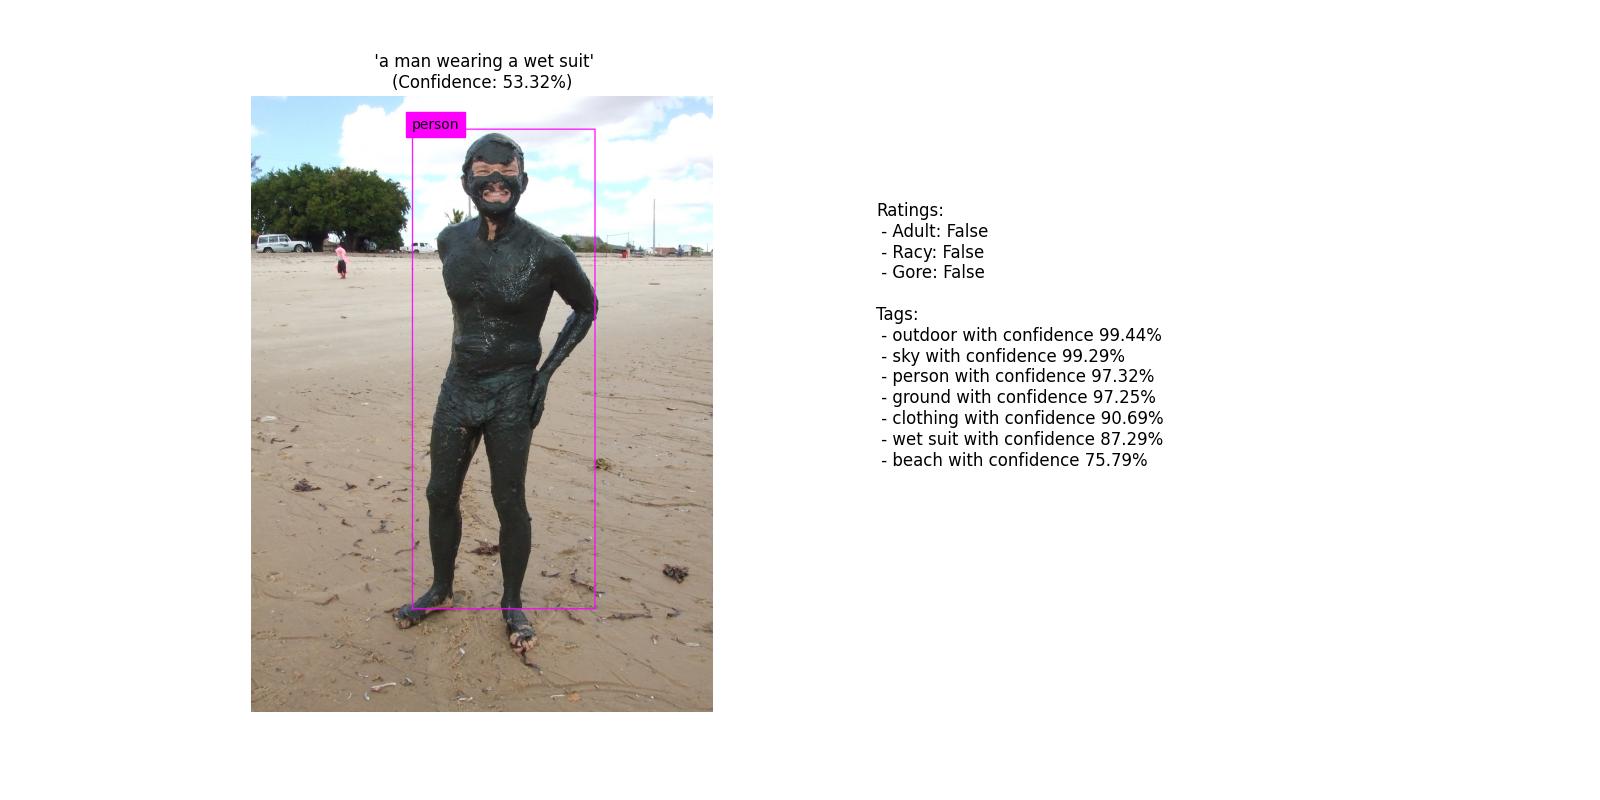 'a man wearing a wet suit'
(Confidence: 53.32%)
person
Ratings:
- Adult: False
- Racy: False
- Gore: False
Tags:
- outdoor with confidence 99.44%
- sky with confidence 99.29%
- person with confidence 97.32%
- ground with confidence 97.25%
- clothing with confidence 90.69%
- wet suit with confidence 87.29%
- beach with confidence 75.79%